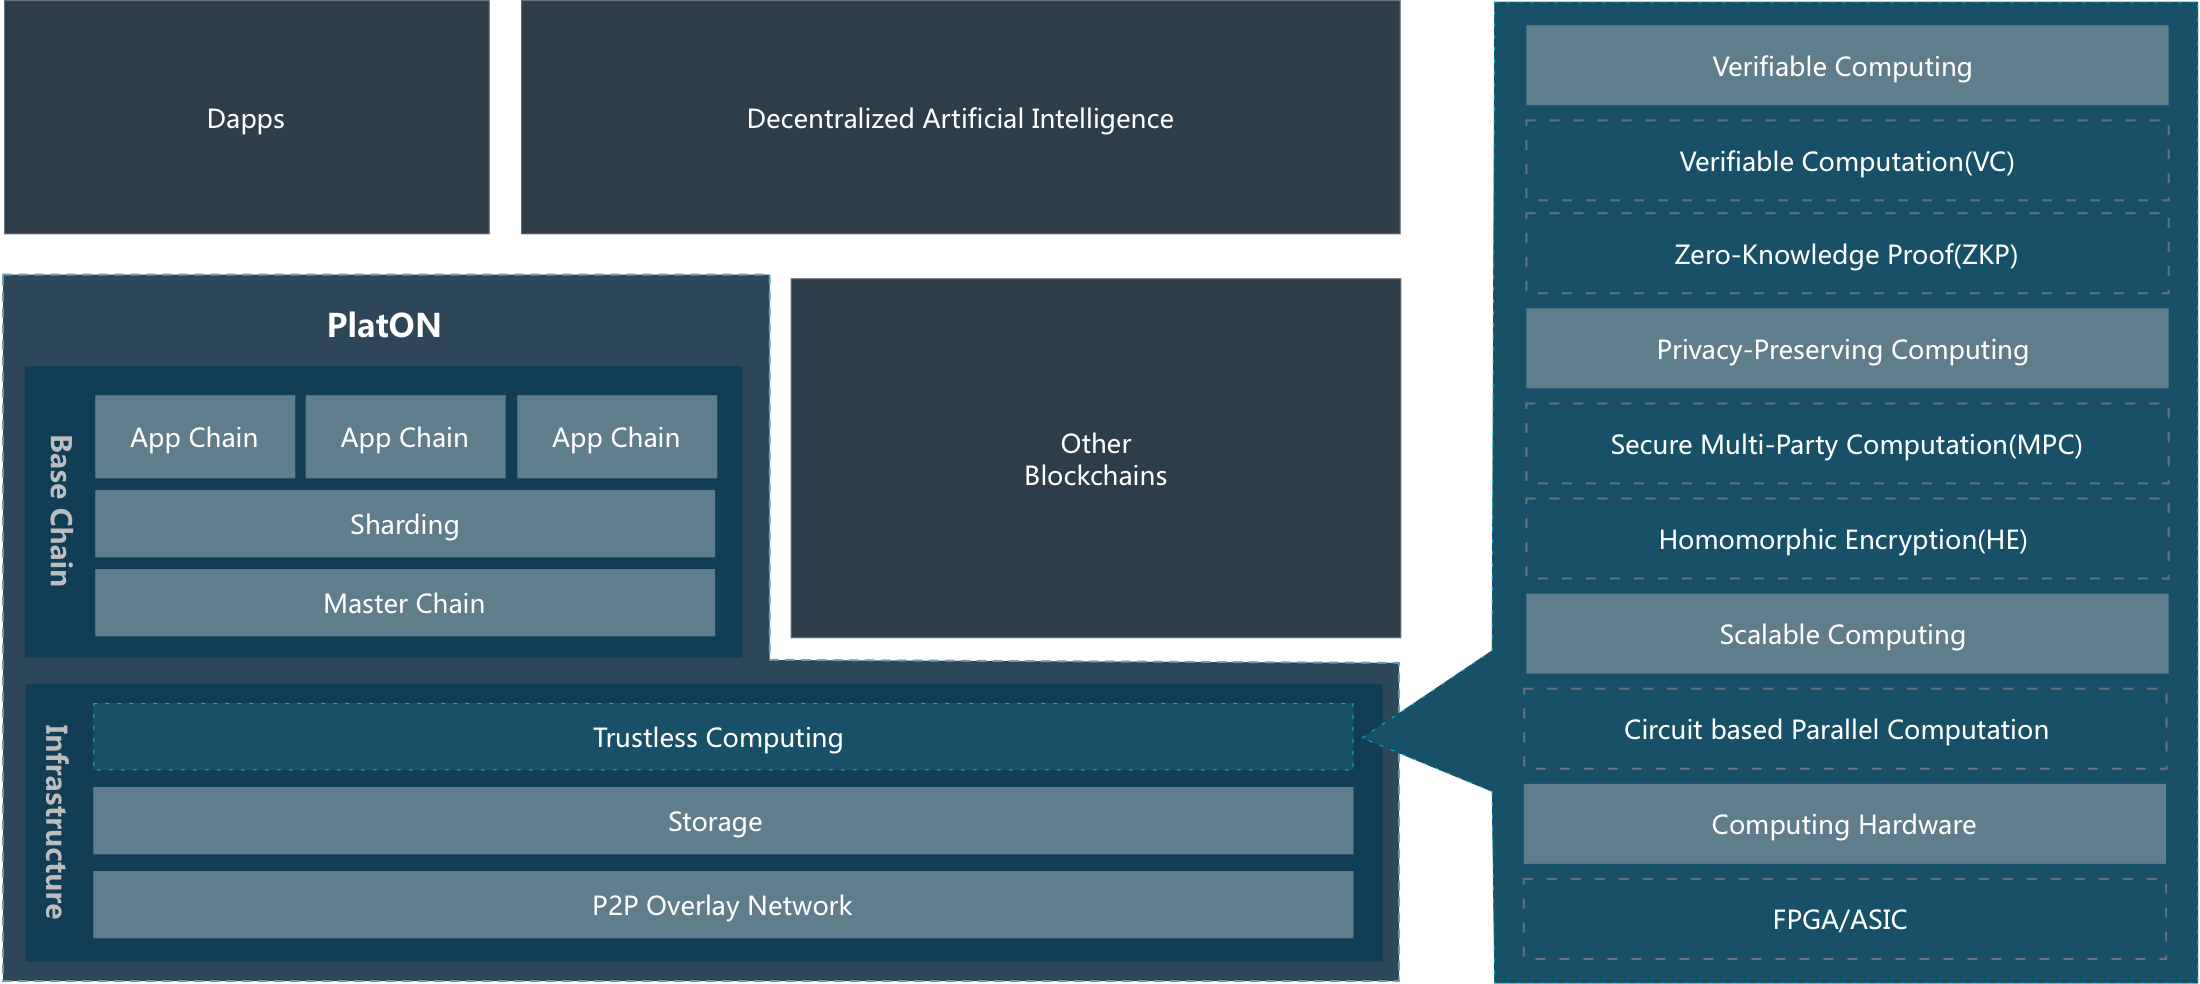 Dapps
Decentralized Artificial Intelligence
PlatON
Base Chain
App Chain
App Chain
App Chain
Sharding
Master Chain
Other
Blockchains
Infrastructure
Trustless Computing
Storage
P2P Overlay Network
Verifiable Computing
Verifiable Computation(VC)
Zero-Knowledge Proof(ZKP)
Privacy-Preserving Computing
Secure Multi-Party Computation(MPC)
Homomorphic Encryption(HE)
Scalable Computing
Circuit based Parallel Computation
Computing Hardware
FPGA/ASIC